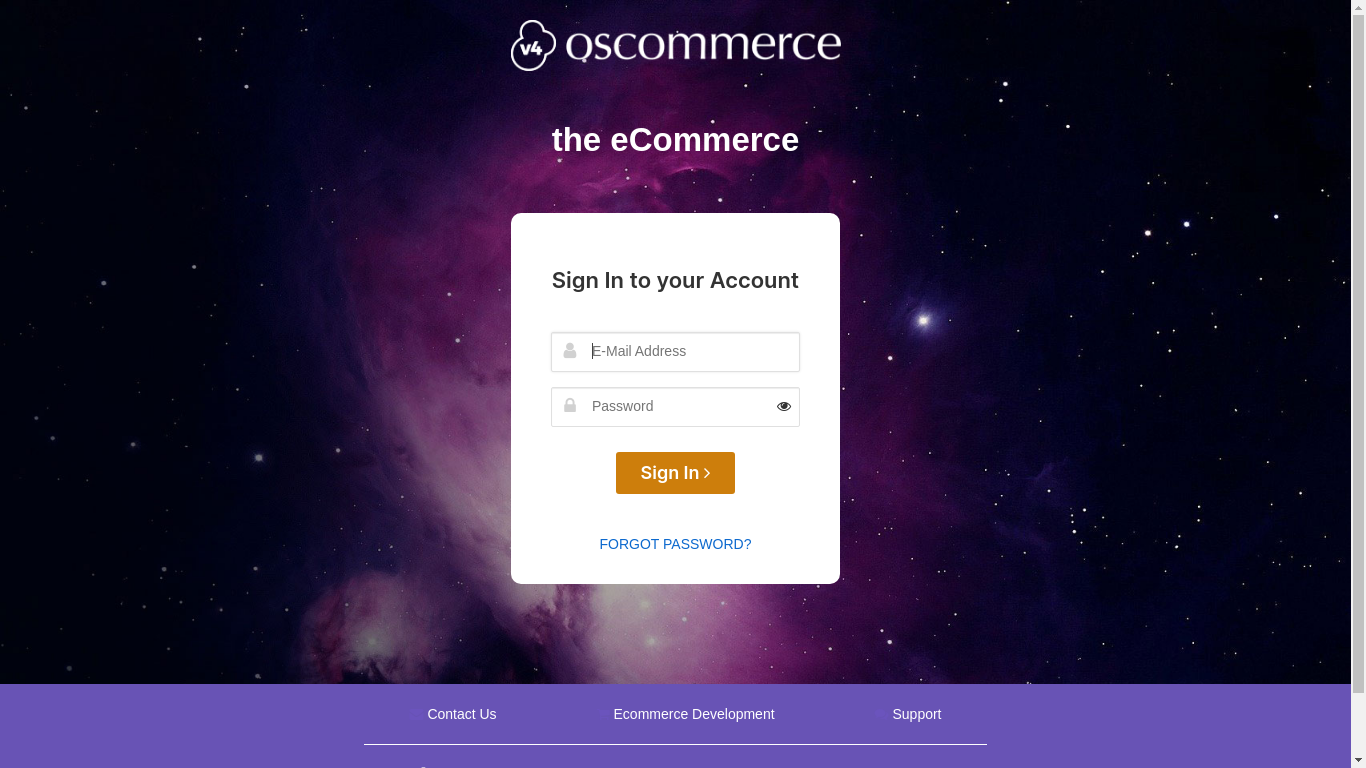 v4 oscommerce
the eCommerce
Sign In to your Account
E-Mail Address
Password
Sign In
FORGOT PASSWORD?
Contact Us
Ecommerce Development
Support